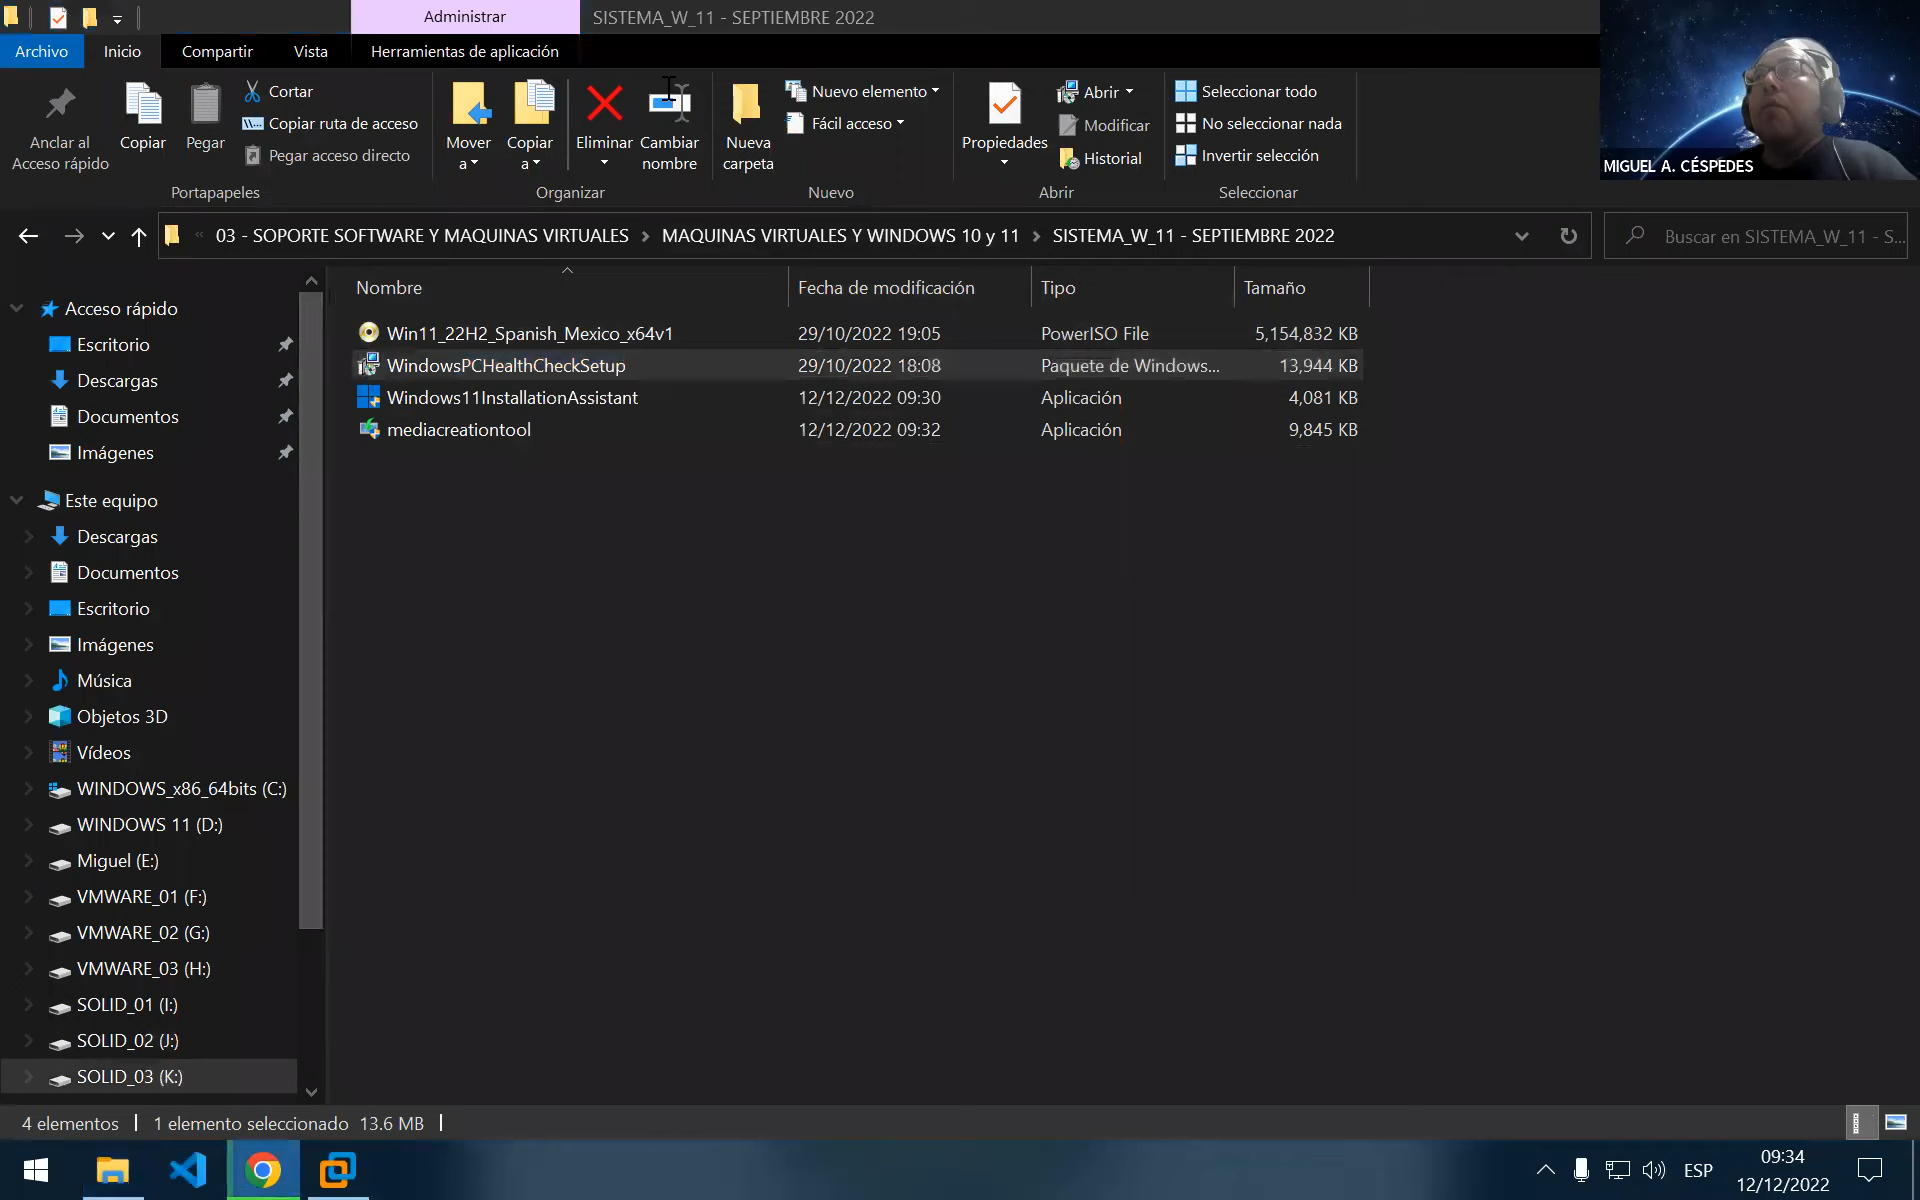 Administrar
SISTEMA_W_11 - SEPTIEMBRE 2022
Archivo
Inicio
Compartir
Vista
Herramientas de aplicación
Anclar al
Acceso rápido
Copiar
Pegar
Cortar
Copiar ruta de acceso
Pegar acceso directo
Mover
a
Copiar
a
Eliminar
Cambiar
nombre
Nueva
carpeta
Nuevo elemento
Fácil acceso
Propiedades
Abrir
Modificar
Historial
Seleccionar todo
No seleccionar nada
Invertir selección
MIGUEL A. CÉSPEDES
Portapapeles
Organizar
Nuevo
Abrir
Seleccionar
« 03 - SOPORTE SOFTWARE Y MAQUINAS VIRTUALES > MAQUINAS VIRTUALES Y WINDOWS 10 y 11 > SISTEMA_W_11 - SEPTIEMBRE 2022
Buscar en SISTEMA_W_11 - S...
Nombre
Fecha de modificación
Tipo
Tamaño
Win11_22H2_Spanish_Mexico_x64v1 29/10/2022 19:05 PowerISO File 5,154,832 KB
WindowsPCHealthCheckSetup 29/10/2022 18:08 Paquete de Windows... 13,944 KB
Windows11InstallationAssistant 12/12/2022 09:30 Aplicación 4,081 KB
mediacreationtool 12/12/2022 09:32 Aplicación 9,845 KB
Acceso rápido
Escritorio
Descargas
Documentos
Imágenes
Este equipo
Descargas
Documentos
Escritorio
Imágenes
Música
Objetos 3D
Vídeos
WINDOWS_x86_64bits (C:)
WINDOWS 11 (D:)
Miguel (E:)
VMWARE_01 (F:)
VMWARE_02 (G:)
VMWARE_03 (H:)
SOLID_01 (I:)
SOLID_02 (J:)
SOLID_03 (K:)
4 elementos
1 elemento seleccionado 13.6 MB
ESP
09:34
12/12/2022